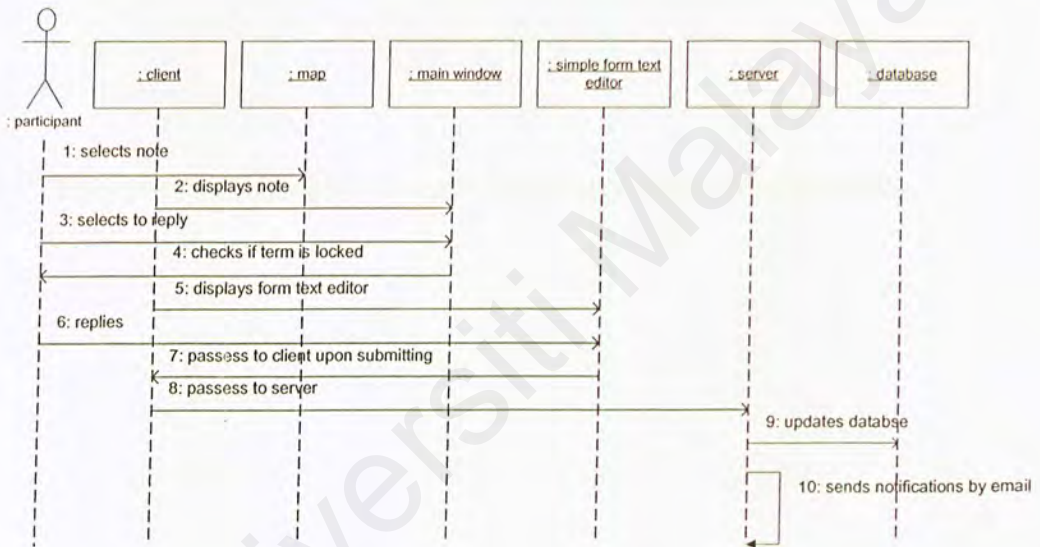 : participant
: client
: map
: main window
: simple form text
editor
: server
: database
1: selects note
2: displays note
3: selects to reply
4: checks if term is locked
5: displays form text editor
6: replies
7: passess to client upon submitting
8: passess to server
9: updates databse
10: sends notifications by email
versiti Malaya